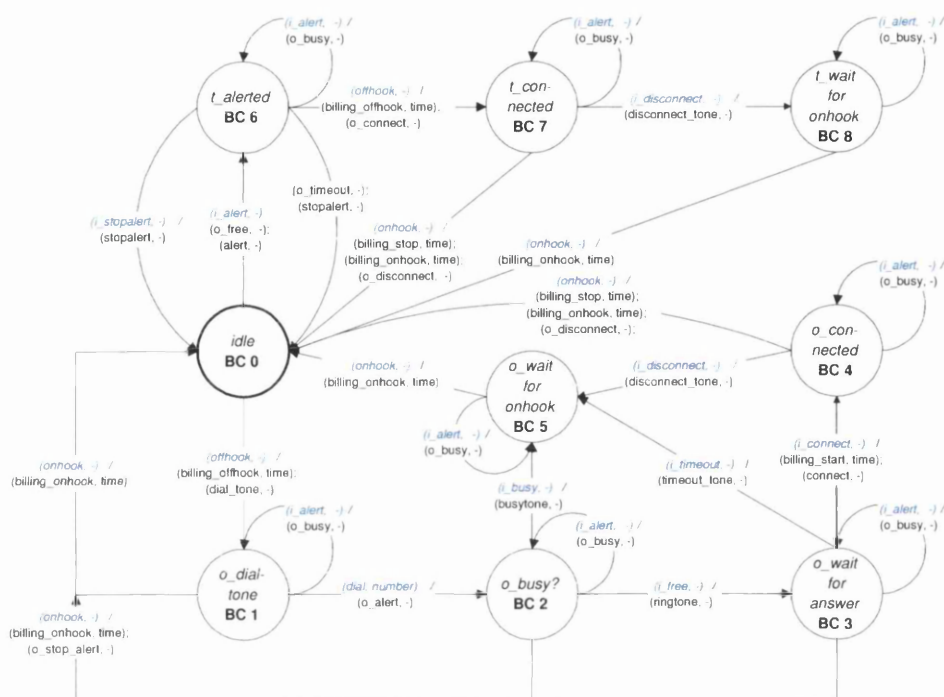 (i_alert, -) /
(o_busy, -)
(i_alert, -) /
(o_busy, -)
(i_alert, -) /
(o_busy, -)
t_alerted
BC 6
(offhook, -) /
(billing_offhook, time).
(o_connect, -)
t_con-
nected
BC 7
(i_disconnect, -) /
(disconnect_tone, -)
t_wait
for
onhook
BC 8
(i_stopalert, -) /
(stopalert, -)
(i_alert, -)
(o_free, -);
(alert, -)
(o_timeout, -);
(stopalert, -)
(onhook, -) /
(billing_stop, time);
(billing_onhook, time);
(o_disconnect, -)
(onhook, -) /
(billing_onhook, time)
(onhook, -) /
(billing_stop, time);
(billing_onhook, time);
(o_disconnect, -);
(i_alert, -) /
(o_busy, -)
idle
BC 0
(onhook, -) /
(billing_onhook, time)
o_wait
for
onhook
BC 5
(i_disconnect, -) /
(disconnect_tone, -)
o_con-
nected
BC 4
(i_alert, -) /
(o_busy, -)
(onhook, -) /
(billing_onhook, time)
(offhook, -) /
(billing_offhook, time);
(dial_tone, -)
(i_busy, -) /
(busytone, -)
(i_timeout, -) /
(timeout_tone, -)
(i_connect, -) /
(billing_start, time);
(connect, -)
(i_alert, -) /
(o_busy, -)
(i_alert, -) /
(o_busy, -)
(i_alert, -) /
(o_busy, -)
o_dial-
tone
BC 1
(dial, number) /
(o_alert, -)
o_busy?
BC 2
(i_free, -) /
(ringtone, -)
o_wait
for
answer
BC 3
(onhook, -) /
(billing_onhook, time);
(o_stop_alert, -)